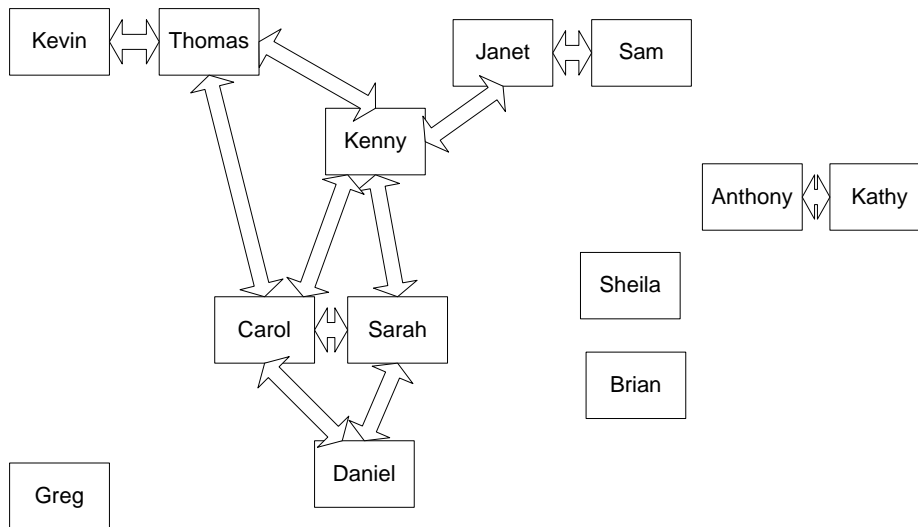 Kevin
Thomas
Janet
Sam
Kenny
Anthony
Kathy
Sheila
Carol
Sarah
Brian
Daniel
Greg